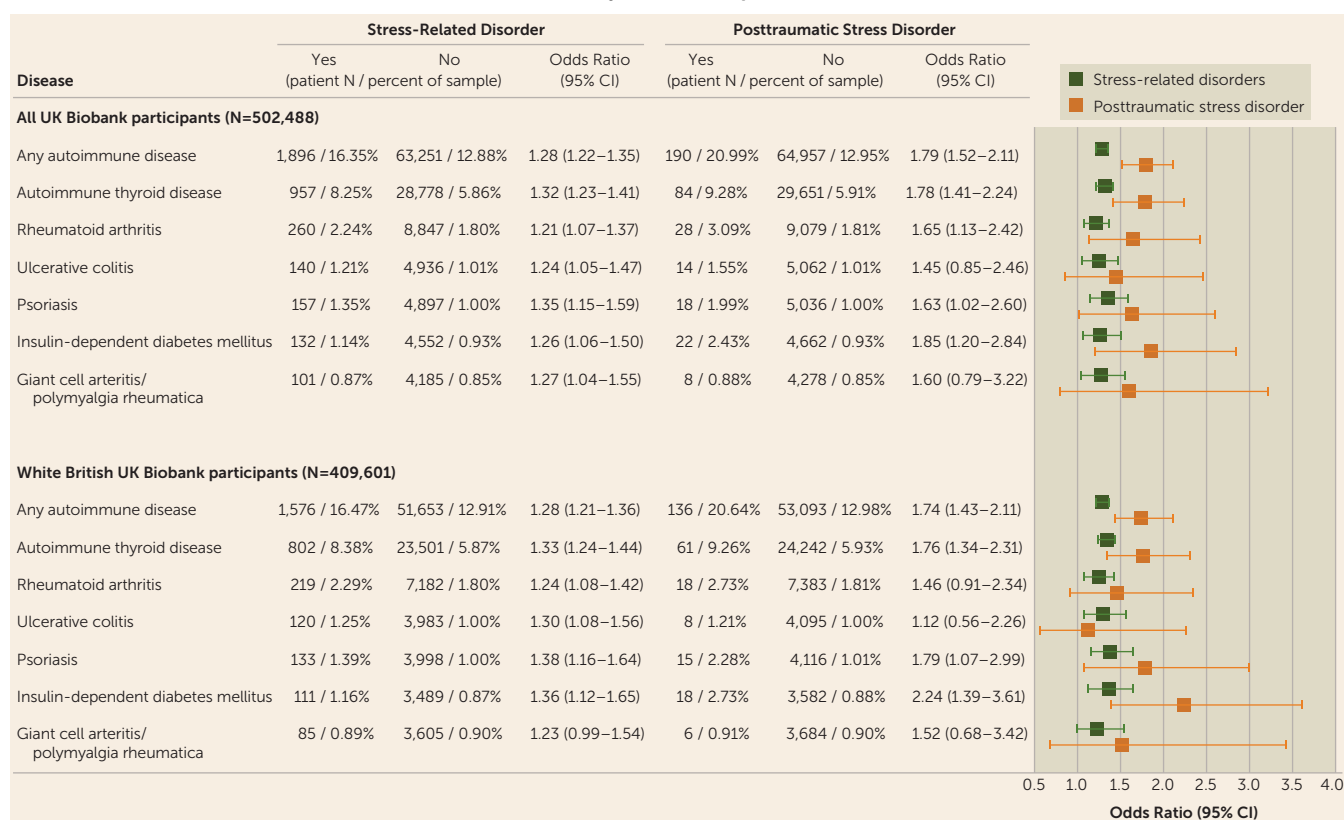 Stress-Related Disorder Posttraumatic Stress Disorder
Yes No Odds Ratio Yes No Odds Ratio
Disease (patient N / percent of sample) (95% CI) (patient N / percent of sample) (95% CI)
Stress-related disorders
Posttraumatic stress disorder
All UK Biobank participants (N=502,488)
Any autoimmune disease 1,896 / 16.35% 63,251 / 12.88% 1.28 (1.22–1.35) 190 / 20.99% 64,957 / 12.95% 1.79 (1.52–2.11)
Autoimmune thyroid disease 957 / 8.25% 28,778 / 5.86% 1.32 (1.23–1.41) 84 / 9.28% 29,651 / 5.91% 1.78 (1.41–2.24)
Rheumatoid arthritis 260 / 2.24% 8,847 / 1.80% 1.21 (1.07–1.37) 28 / 3.09% 9,079 / 1.81% 1.65 (1.13–2.42)
Ulcerative colitis 140 / 1.21% 4,936 / 1.01% 1.24 (1.05–1.47) 14 / 1.55% 5,062 / 1.01% 1.45 (0.85–2.46)
Psoriasis 157 / 1.35% 4,897 / 1.00% 1.35 (1.15–1.59) 18 / 1.99% 5,036 / 1.00% 1.63 (1.02–2.60)
Insulin-dependent diabetes mellitus 132 / 1.14% 4,552 / 0.93% 1.26 (1.06–1.50) 22 / 2.43% 4,662 / 0.93% 1.85 (1.20–2.84)
Giant cell arteritis/ 101 / 0.87% 4,185 / 0.85% 1.27 (1.04–1.55) 8 / 0.88% 4,278 / 0.85% 1.60 (0.79–3.22)
polymyalgia rheumatica
White British UK Biobank participants (N=409,601)
Any autoimmune disease 1,576 / 16.47% 51,653 / 12.91% 1.28 (1.21–1.36) 136 / 20.64% 53,093 / 12.98% 1.74 (1.43–2.11)
Autoimmune thyroid disease 802 / 8.38% 23,501 / 5.87% 1.33 (1.24–1.44) 61 / 9.26% 24,242 / 5.93% 1.76 (1.34–2.31)
Rheumatoid arthritis 219 / 2.29% 7,182 / 1.80% 1.24 (1.08–1.42) 18 / 2.73% 7,383 / 1.81% 1.46 (0.91–2.34)
Ulcerative colitis 120 / 1.25% 3,983 / 1.00% 1.30 (1.08–1.56) 8 / 1.21% 4,095 / 1.00% 1.12 (0.56–2.26)
Psoriasis 133 / 1.39% 3,998 / 1.00% 1.38 (1.16–1.64) 15 / 2.28% 4,116 / 1.01% 1.79 (1.07–2.99)
Insulin-dependent diabetes mellitus 111 / 1.16% 3,489 / 0.87% 1.36 (1.12–1.65) 18 / 2.73% 3,582 / 0.88% 2.24 (1.39–3.61)
Giant cell arteritis/ 85 / 0.89% 3,605 / 0.90% 1.23 (0.99–1.54) 6 / 0.91% 3,684 / 0.90% 1.52 (0.68–3.42)
polymyalgia rheumatica
0.5 1.0 1.5 2.0 2.5 3.0 3.5 4.0
Odds Ratio (95% CI)